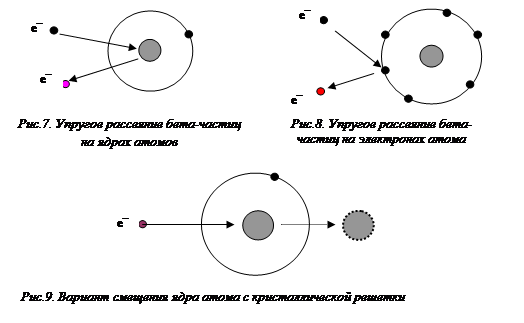 e⁻
e⁻
e⁻
e⁻
Рис.7. Упругое рассеяние бета-частиц
на ядрах атомов
Рис.8. Упругое рассеяние бета-
частиц на электронах атома
e⁻
Рис.9. Вариант смещения ядра атома с кристаллической решетки